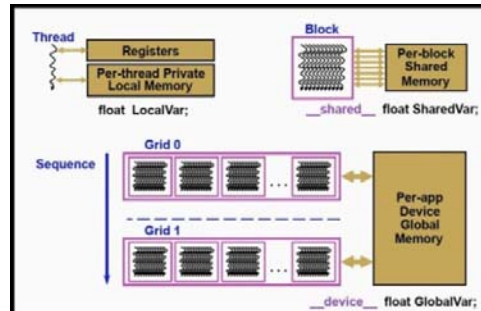 Thread
Registers
Per-thread Private
Local Memory
float LocalVar;
Block
Per-block
Shared
Memory
__shared__ float SharedVar;
Sequence
Grid 0
...
Grid 1
...
Per-app
Device
Global
Memory
__device__ float GlobalVar;